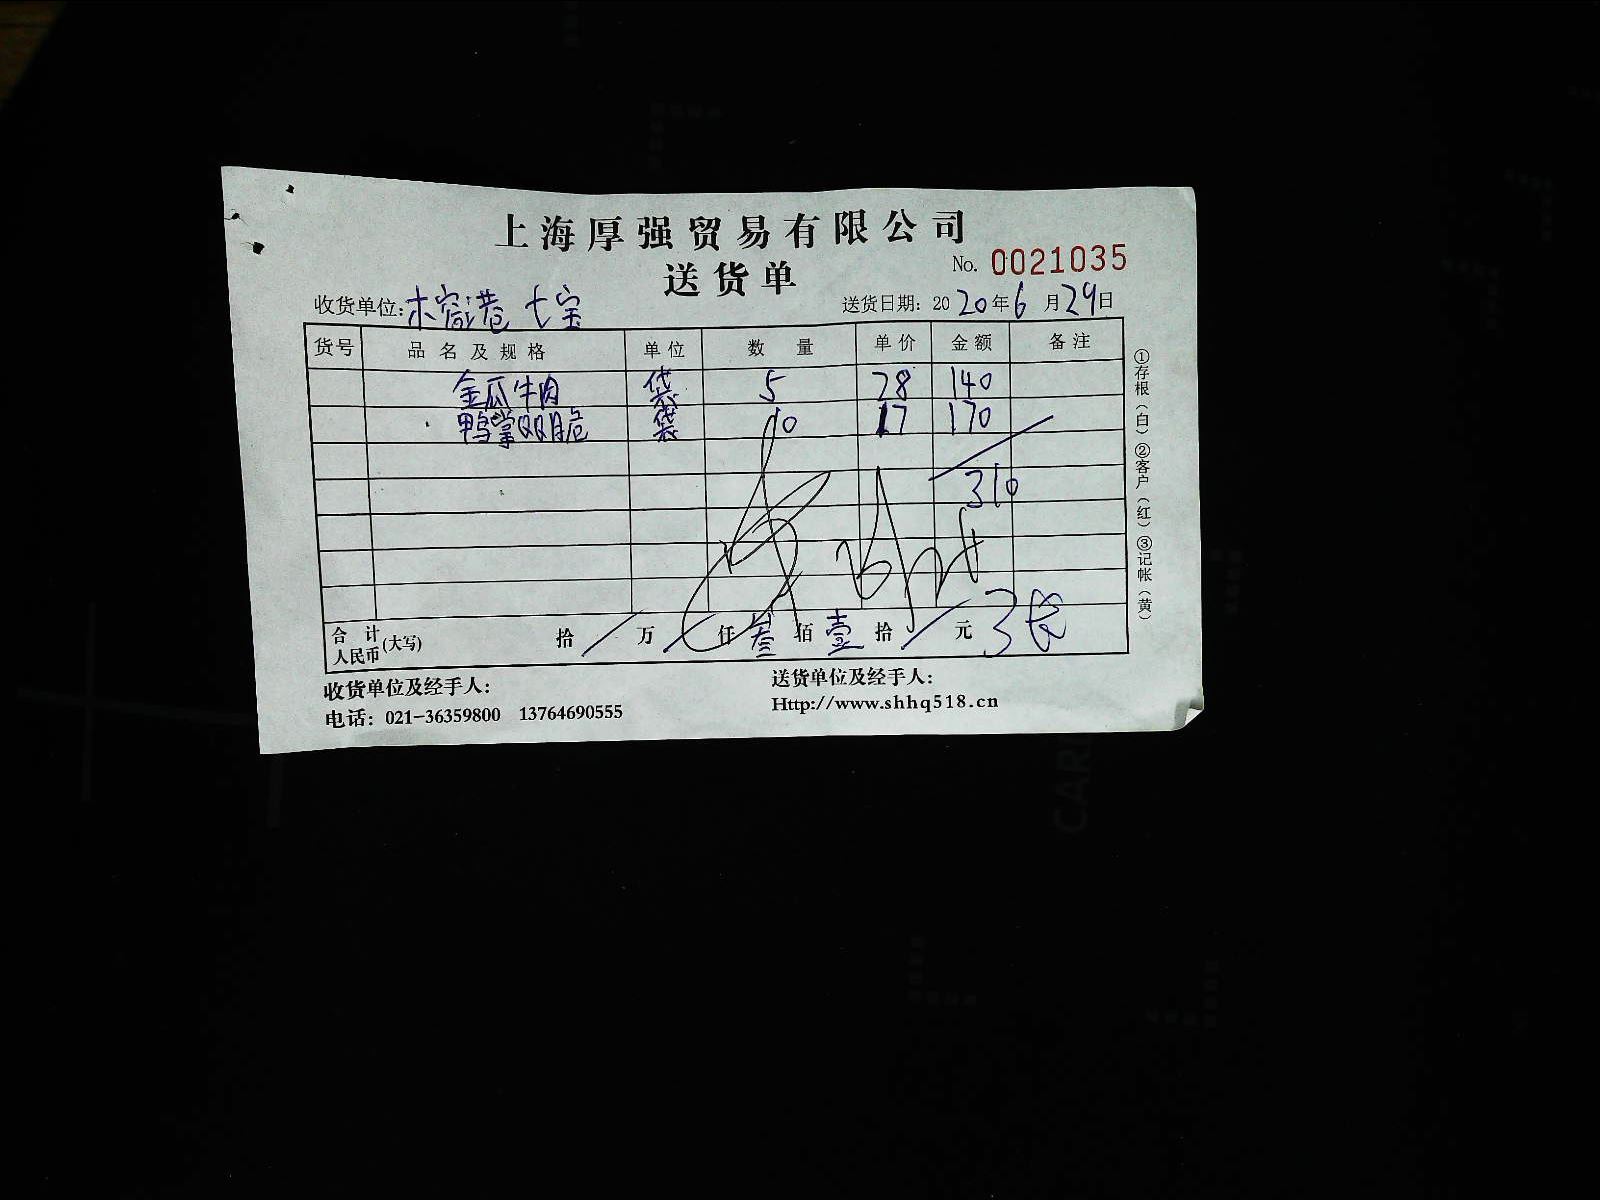 上海厚强贸易有限公司
送货单
No. 0021035
收货单位: 木窗港 七宝
送货日期: 2020年6月29日
货号 品名及规格 单位 数量 单价 金额 备注
金瓜牛肉 袋 5 28 140
鸭掌双脆 袋 10 17 170
310
合计人民币(大写) 拾 / 万 / 仟 叁 佰 壹 拾 / 元
收货单位及经手人:
送货单位及经手人:
电话: 021-36359800 13764690555
Http://www.shhq518.cn
①存根(白)②客户(红)③记帐(黄)